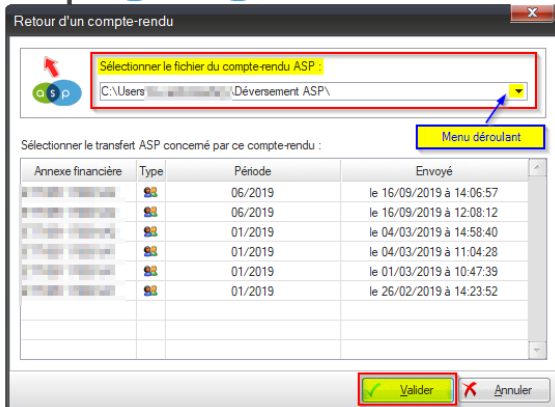 Retour d'un compte-rendu
asp
Sélectionner le fichier du compte-rendu ASP :
C:\Users \Déversement ASP\
Menu déroulant
Sélectionner le transfert ASP concerné par ce compte-rendu :
Annexe financière Type Période Envoyé
06/2019 le 16/09/2019 à 14:06:57
06/2019 le 16/09/2019 à 12:08:12
01/2019 le 04/03/2019 à 14:58:40
01/2019 le 04/03/2019 à 11:04:28
01/2019 le 01/03/2019 à 10:47:39
01/2019 le 26/02/2019 à 14:23:52
Valider Annuler